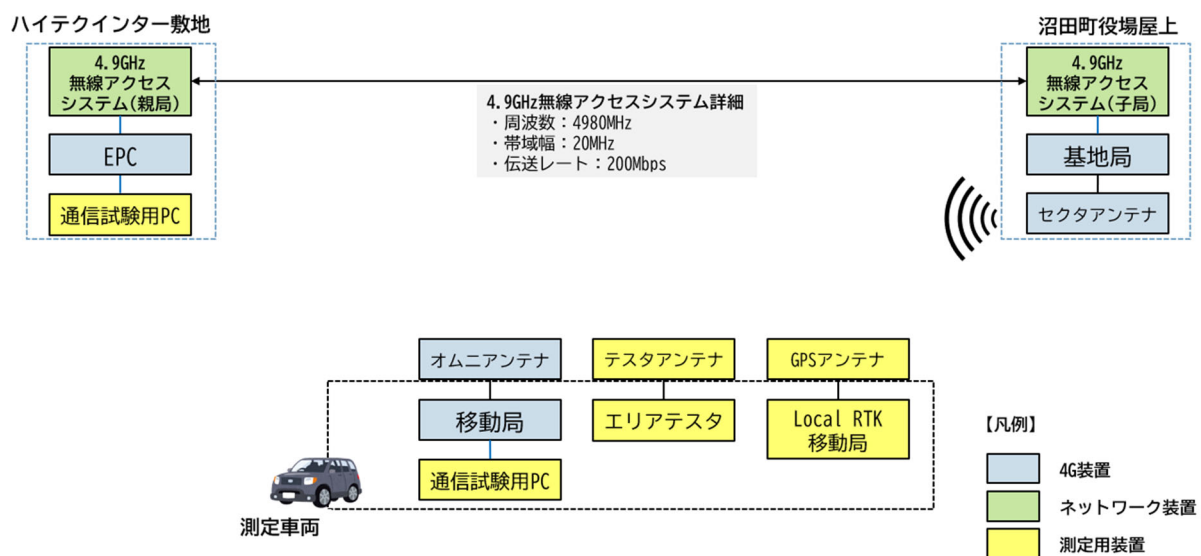 ハイテクインター敷地
4.9GHz
無線アクセス
システム(親局)
EPC
通信試験用PC
4.9GHz無線アクセスシステム詳細
・周波数：4980MHz
・帯域幅：20MHz
・伝送レート：200Mbps
沼田町役場屋上
4.9GHz
無線アクセス
システム(子局)
基地局
セクタアンテナ
オムニアンテナ
移動局
通信試験用PC
テスタアンテナ
エリアテスタ
GPSアンテナ
Local RTK
移動局
測定車両
【凡例】
4G装置
ネットワーク装置
測定用装置